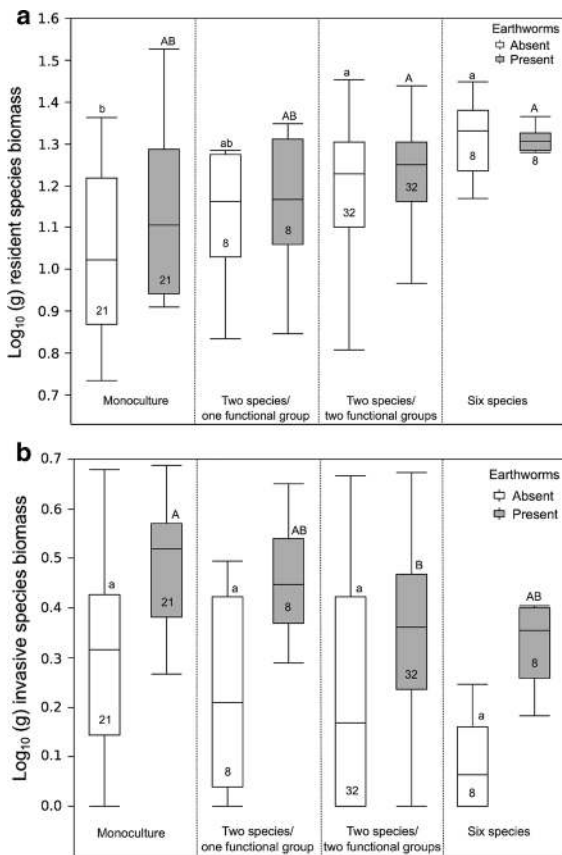 a
Log10 (g) resident species biomass
1.6
1.5
1.4
1.3
1.2
1.1
1.0
0.9
0.8
0.7
Earthworms
Absent
Present
b
AB
ab
AB
a
A
a
A
21
21
8
8
32
32
8
8
Monoculture
Two species/
one functional group
Two species/
two functional groups
Six species
b
Log10 (g) invasive species biomass
0.7
0.6
0.5
0.4
0.3
0.2
0.1
0.0
Earthworms
Absent
Present
a
A
a
AB
a
B
a
AB
21
21
8
8
32
32
8
8
Monoculture
Two species/
one functional group
Two species/
two functional groups
Six species